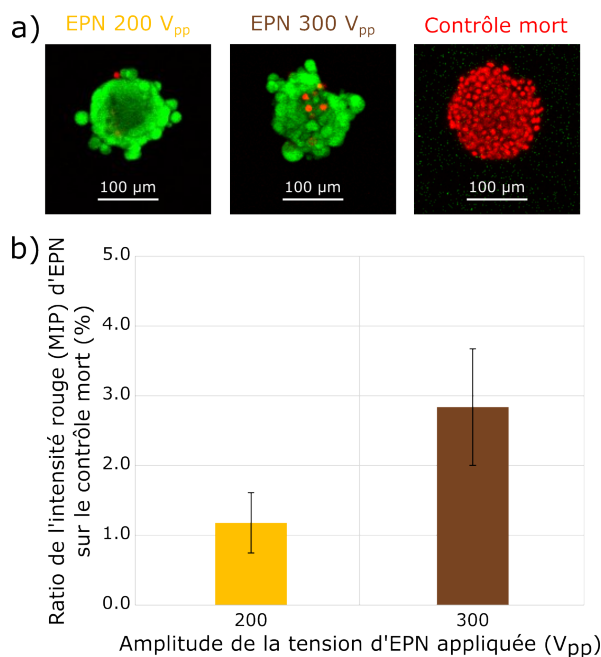 a)
EPN 200 Vpp
EPN 300 Vpp
Contrôle mort
100 µm
100 µm
100 µm
b)
Ratio de l'intensité rouge (MIP) d'EPN
sur le contrôle mort (%)
5.0
4.0
3.0
2.0
1.0
0.0
200
300
Amplitude de la tension d'EPN appliquée (Vpp)